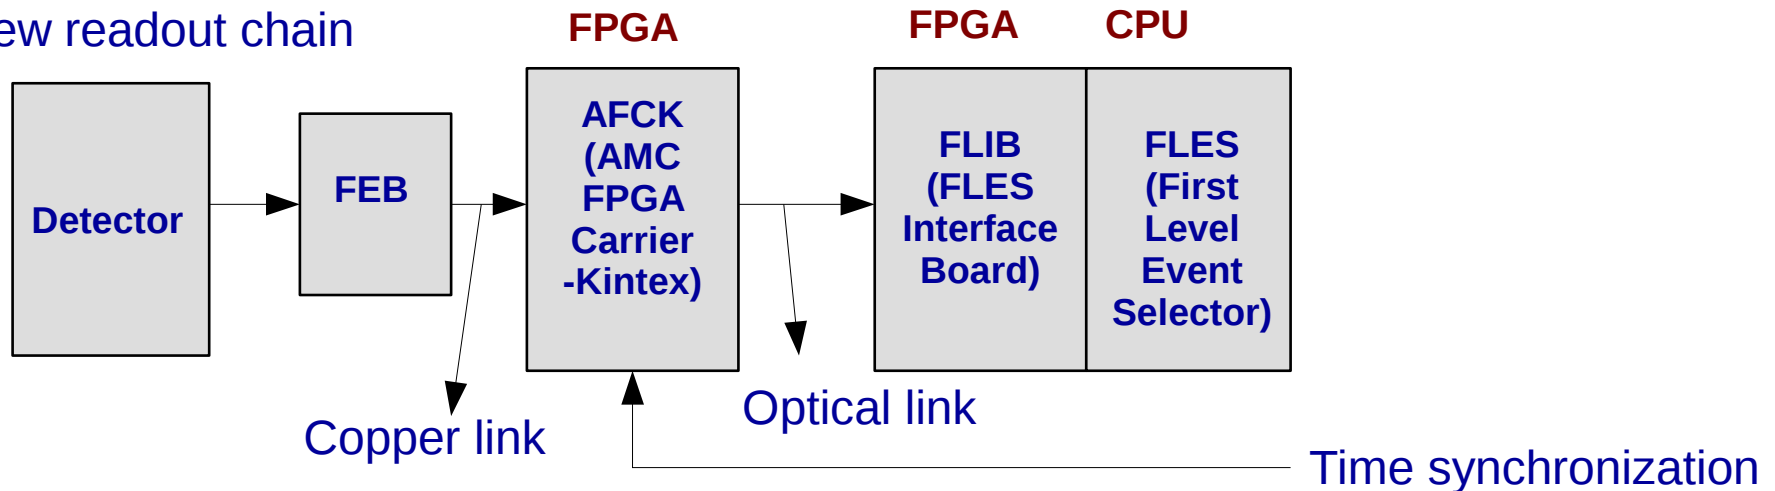 ew readout chain
FPGA
FPGA
CPU
Detector
FEB
AFCK
(AMC
FPGA
Carrier
-Kintex)
FLIB
(FLES
Interface
Board)
FLES
(First
Level
Event
Selector)
Copper link
Optical link
Time synchronization